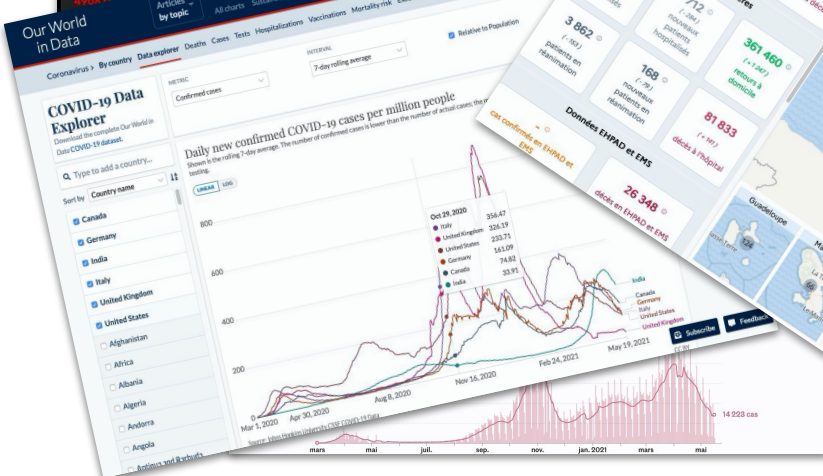 Our World
in Data
Articles
by topic
All charts
Coronavirus >
By country
Data explorer
Deaths
Cases
Tests
Hospitalizations
Vaccinations
Mortality risk
COVID-19 Data
Explorer
Download the complete Our World in
Data COVID-19 dataset.
METRIC
Confirmed cases
INTERVAL
7-day rolling average
Relative to Population
Type to add a country...
Sort by
Country name
Canada
Germany
India
Italy
United Kingdom
United States
Afghanistan
Africa
Albania
Algeria
Andorra
Angola
Antigua and Barbuda
Daily new confirmed COVID-19 cases per million people
Shown is the rolling 7-day average. The number of confirmed cases is lower than the number of actual cases; the
testing.
LINEAR
LOG
800
600
400
200
0
Oct 29, 2020
Italy 356.47
United Kingdom 326.19
United States 233.71
Germany 161.09
Canada 74.82
India 33.91
India
Canada
Germany
Italy
United States
United Kingdom
Mar 1, 2020
Apr 30, 2020
Aug 8, 2020
Nov 16, 2020
Feb 24, 2021
May 19, 2021
Source: Johns Hopkins University CSSE COVID-19 Data
Subscribe
Feedback
3 862
(-153)
patients en
réanimation
nouveaux
patients
hospitalisés
168
(-79)
nouveaux
patients en
réanimation
361 460
retours à
domicile
81 833
décès à l'hôpital
Données EHPAD et EMS
cas confirmés en EHPAD et
EMS
26 348
décès en EHPAD et EMS
Guadeloupe
124
14 223 cas
mars
mai
juil.
sep.
nov.
jan. 2021
mars
mai